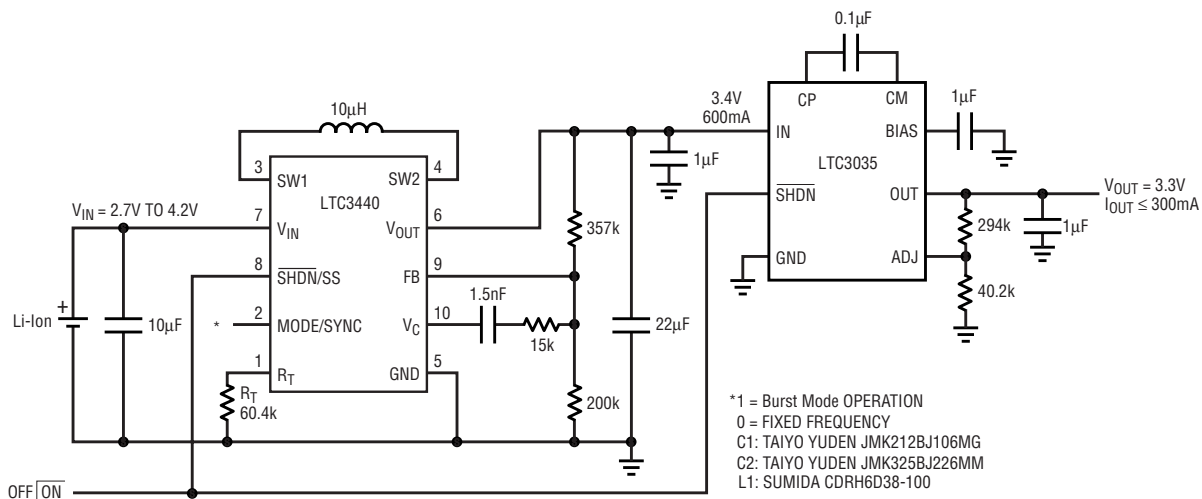 0.1µF
CP CM
3.4V
600mA
IN
BIAS
1µF
LTC3035
SHDN
OUT
VOUT = 3.3V
IOUT ≤ 300mA
294k
1µF
GND
ADJ
40.2k
10µH
3
SW1
4
SW2
LTC3440
VIN = 2.7V TO 4.2V
7
VIN
6
VOUT
1µF
357k
8
SHDN/SS
9
FB
1.5nF
Li-Ion
+
10µF
*
2
MODE/SYNC
10
VC
15k
22µF
1
RT
5
GND
RT
60.4k
200k
*1 = Burst Mode OPERATION
0 = FIXED FREQUENCY
C1: TAIYO YUDEN JMK212BJ106MG
C2: TAIYO YUDEN JMK325BJ226MM
L1: SUMIDA CDRH6D38-100
OFF ON